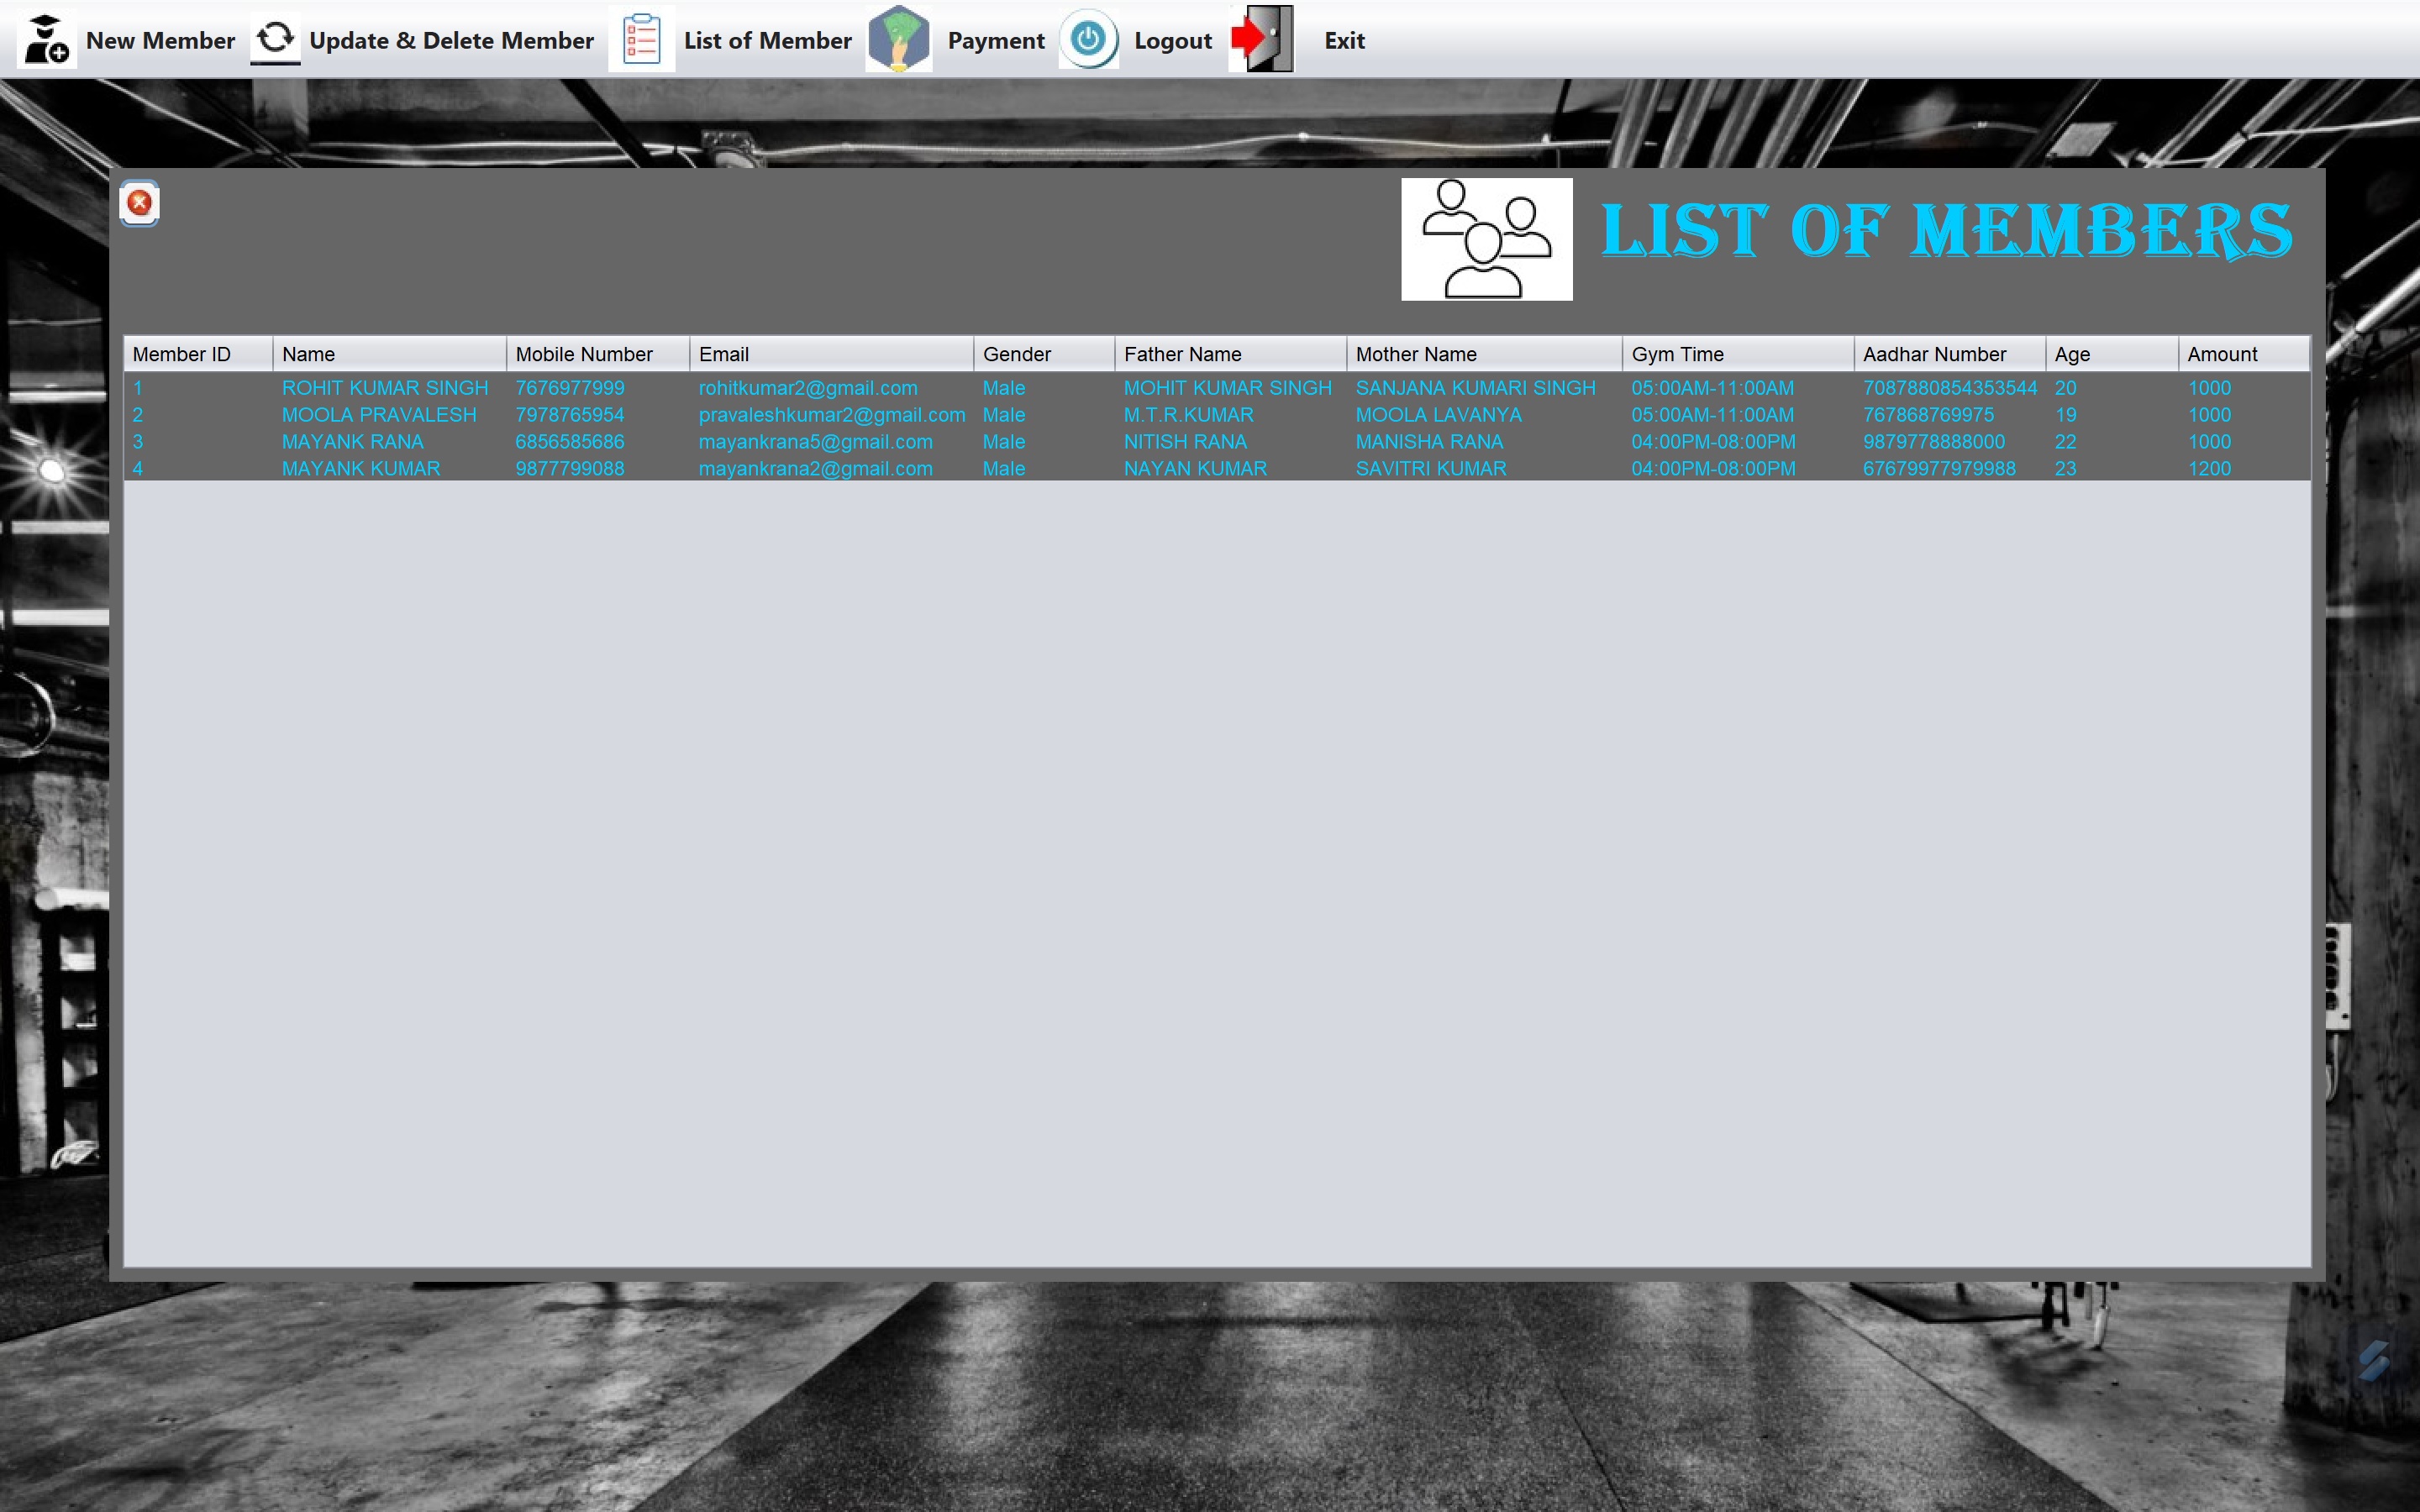 New Member Update & Delete Member List of Member Payment Logout Exit
LIST OF MEMBERS
Member ID Name Mobile Number Email Gender Father Name Mother Name Gym Time Aadhar Number Age Amount
1 ROHIT KUMAR SINGH 7676977999 rohitkumar2@gmail.com Male MOHIT KUMAR SINGH SANJANA KUMARI SINGH 05:00AM-11:00AM 7087880854353544 20 1000
2 MOOLA PRAVALESH 7978765954 pravaleshkumar2@gmail.com Male M.T.R.KUMAR MOOLA LAVANYA 05:00AM-11:00AM 767868769975 19 1000
3 MAYANK RANA 6856585686 mayankrana5@gmail.com Male NITISH RANA MANISHA RANA 04:00PM-08:00PM 9879778888000 22 1000
4 MAYANK KUMAR 9877799088 mayankrana2@gmail.com Male NAYAN KUMAR SAVITRI KUMAR 04:00PM-08:00PM 67679977979988 23 1200